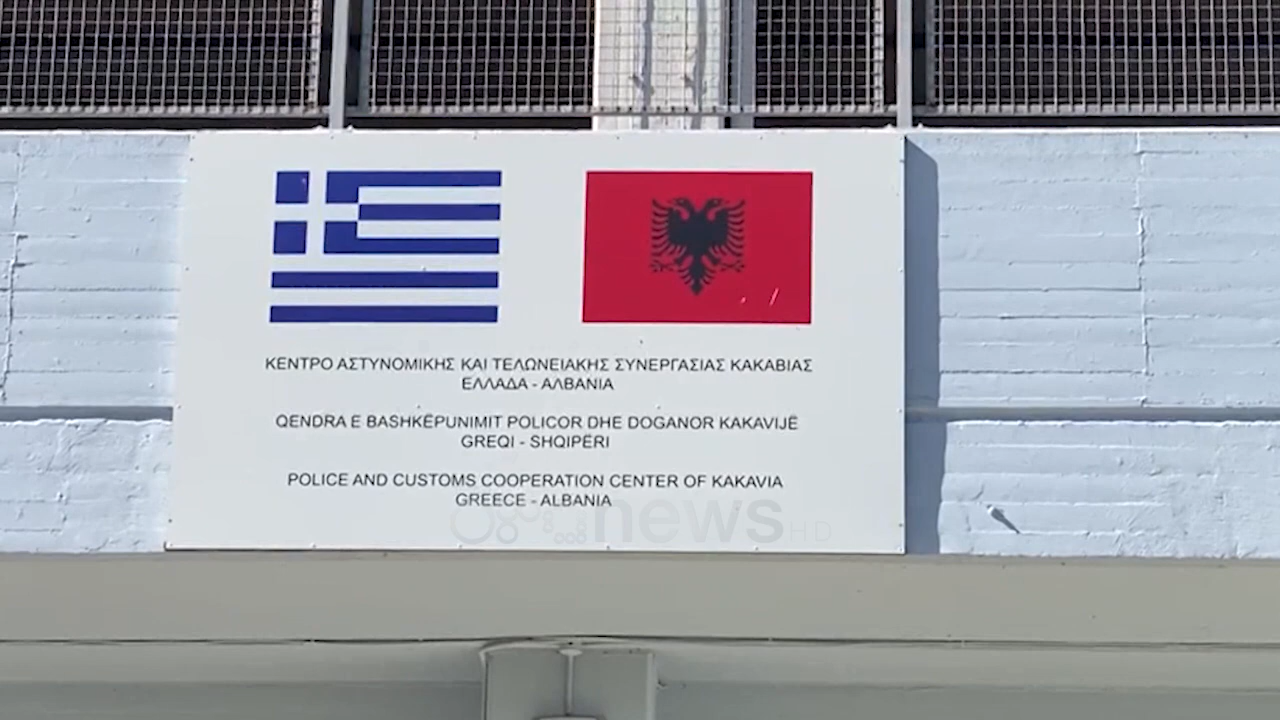 ΚΕΝΤΡΟ ΑΣΤΥΝΟΜΙΚΗΣ ΚΑΙ ΤΕΛΩΝΕΙΑΚΗΣ ΣΥΝΕΡΓΑΣΙΑΣ ΚΑΚΑΒΙΑΣ
ΕΛΛΑΔΑ - ΑΛΒΑΝΙΑ
QENDRA E BASHKËPUNIMIT POLICOR DHE DOGANOR KAKAVIJË
GREQI - SHQIPËRI
POLICE AND CUSTOMS COOPERATION CENTER OF KAKAVIA
GREECE - ALBANIA
news HD